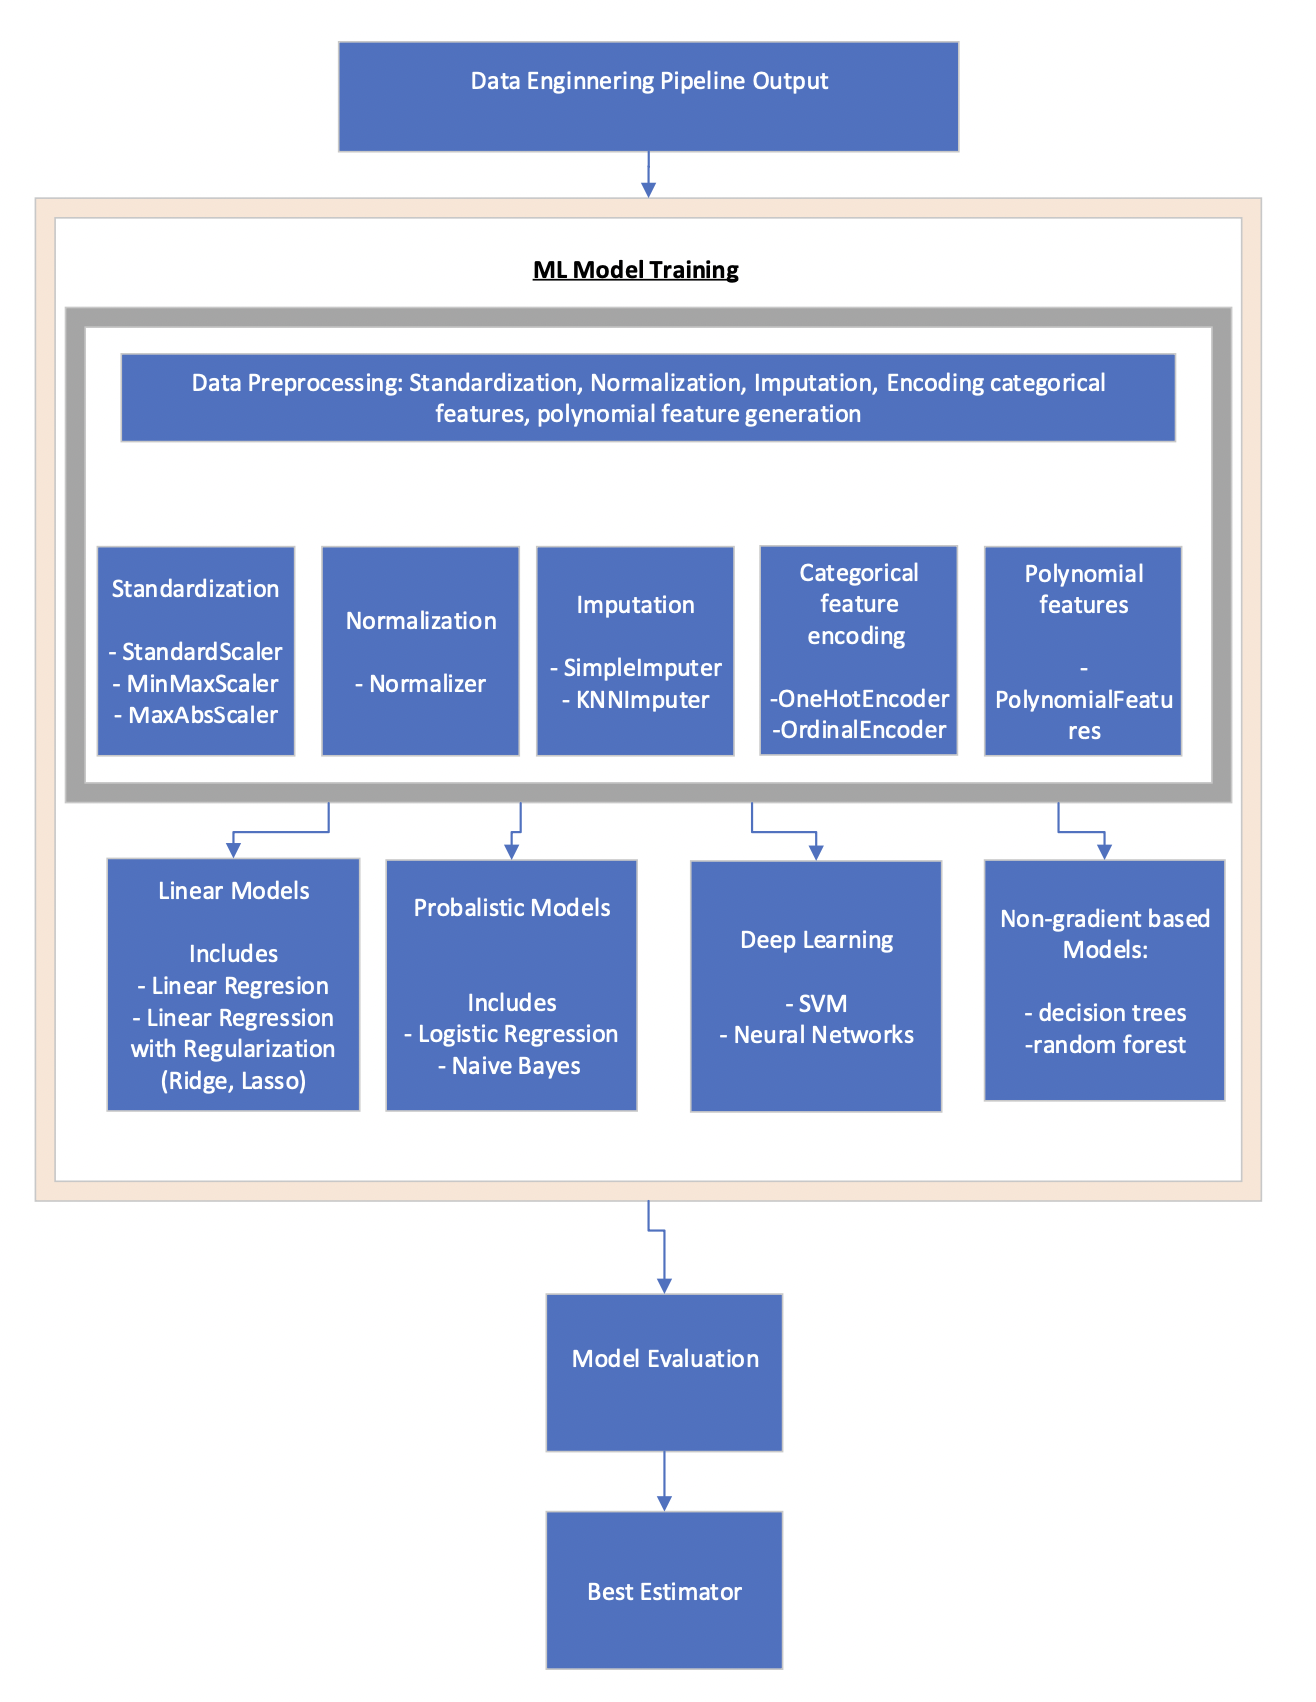 Data Enginnering Pipeline Output
ML Model Training
Data Preprocessing: Standardization, Normalization, Imputation, Encoding categorical
features, polynomial feature generation
Standardization
- StandardScaler
- MinMaxScaler
- MaxAbsScaler
Normalization
- Normalizer
Imputation
- SimpleImputer
- KNNImputer
Categorical
feature
encoding
-OneHotEncoder
-OrdinalEncoder
Polynomial
features
-
PolynomialFeatu
res
Linear Models
Includes
- Linear Regresion
- Linear Regression
with Regularization
(Ridge, Lasso)
Probalistic Models
Includes
- Logistic Regression
- Naive Bayes
Deep Learning
- SVM
- Neural Networks
Non-gradient based
Models:
- decision trees
-random forest
Model Evaluation
Best Estimator